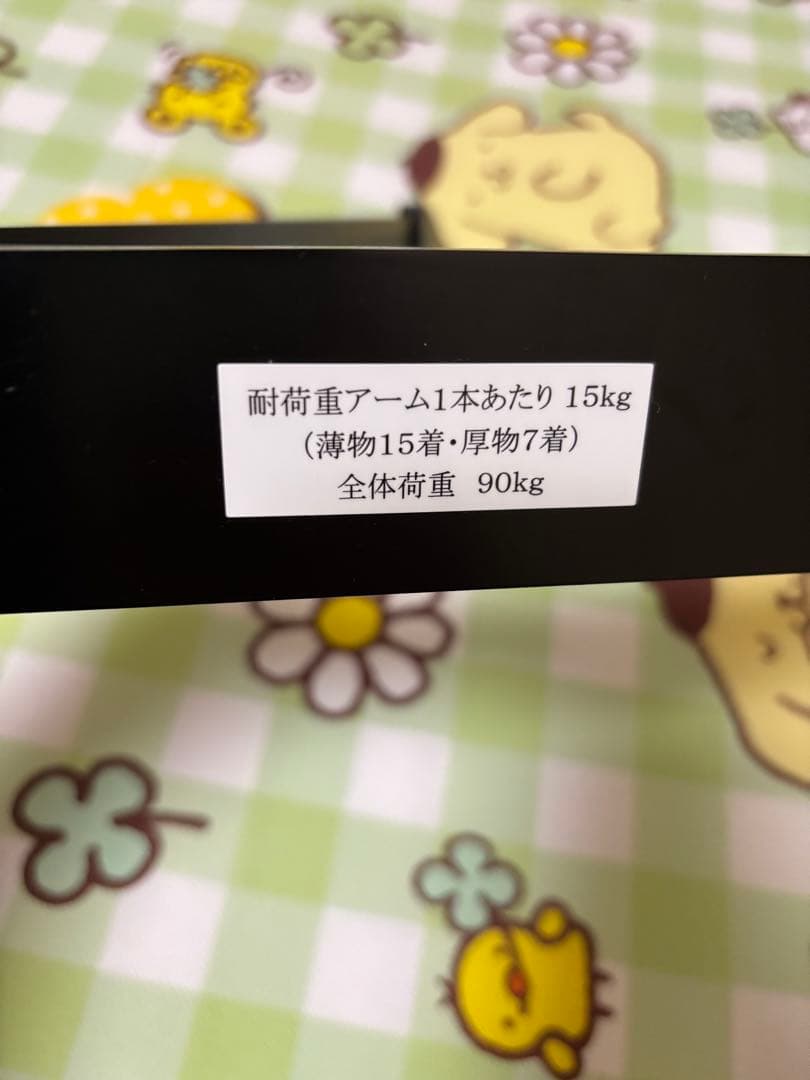 耐荷重アーム1本あたり 15kg
（薄物15着・厚物7着）
全体荷重　90kg